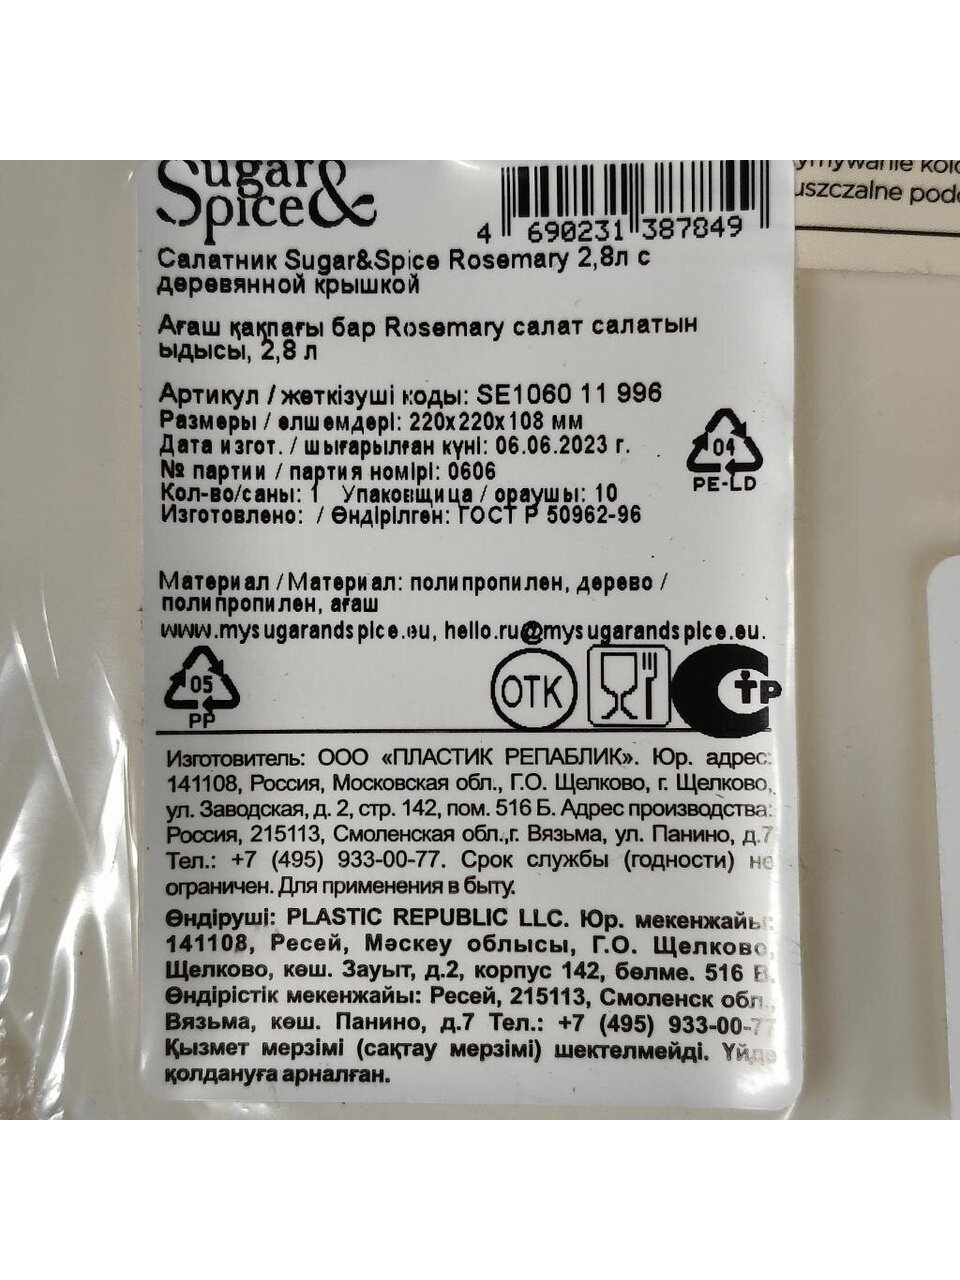 Sugar&
Spice
4 690231 387849
Салатник Sugar&Spice Rosemary 2,8л с
деревянной крышкой
Ағаш қақпағы бар Rosemary салат салатын
ыдысы, 2,8 л
Артикул / жеткізуші коды: SE1060 11 996
Размеры / өлшемдері: 220х220х108 мм
Дата изгот. / шығарылған күні: 06.06.2023 г.
№ партии / партия номірі: 0606
Кол-во/саны: 1 Упаковщица / ораушы: 10
Изготовлено: / Өндірілген: ГОСТ Р 50962-96
04
PE-LD
Материал / Материал: полипропилен, дерево /
полипропилен, ағаш
www.mysugarandspice.eu, hello.ru@mysugarandspice.eu.
05
PP
ОТК
тР
Изготовитель: ООО «ПЛАСТИК РЕПАБЛИК». Юр. адрес:
141108, Россия, Московская обл., Г.О. Щелково, г. Щелково,
ул. Заводская, д. 2, стр. 142, пом. 516 Б. Адрес производства:
Россия, 215113, Смоленская обл.,г. Вязьма, ул. Панино, д.7
Тел.: +7 (495) 933-00-77. Срок службы (годности) не
ограничен. Для применения в быту.
Өндіруші: PLASTIC REPUBLIC LLC. Юр. мекенжайы:
141108, Ресей, Мәскеу облысы, Г.О. Щелково,
Щелково, көш. Зауыт, д.2, корпус 142, бөлме. 516
Өндірістік мекенжайы: Ресей, 215113, Смоленск обл.,
Вязьма, көш. Панино, д.7 Тел.: +7 (495) 933-00-77
Қызмет мерзімі (сақтау мерзімі) шектелмейді. Үйде
қолдануға арналған.